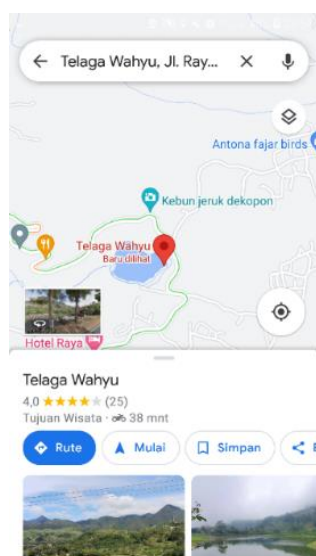 Telaga Wahyu, Jl. Ray...
Antona fajar birds
Kebun jeruk dekopon
Telaga Wahyu
Baru dilihat
Hotel Raya
Telaga Wahyu
4,0 ★★★★★ (25)
Tujuan Wisata · 38 mnt
Rute Mulai Simpan